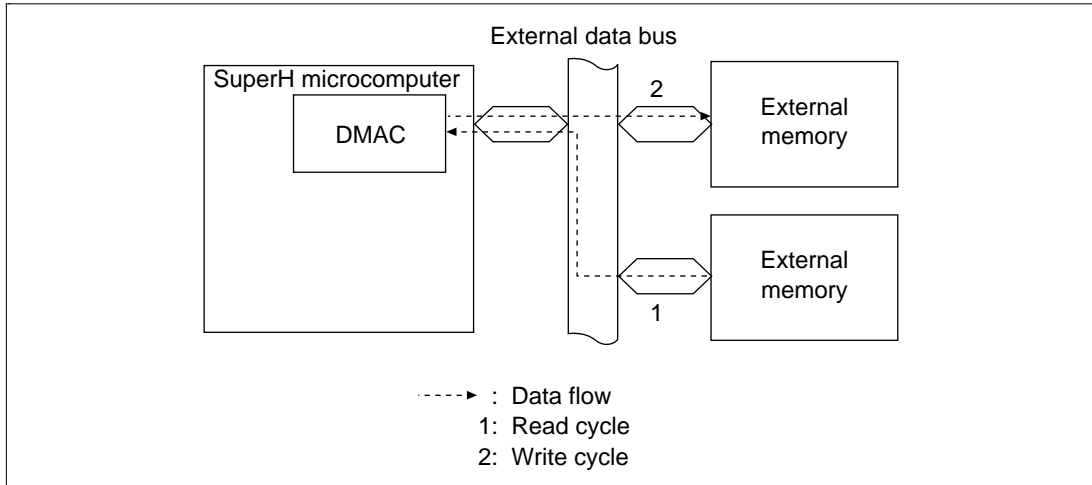 External data bus
SuperH microcomputer
DMAC
2
External
memory
External
memory
1
: Data flow
1: Read cycle
2: Write cycle